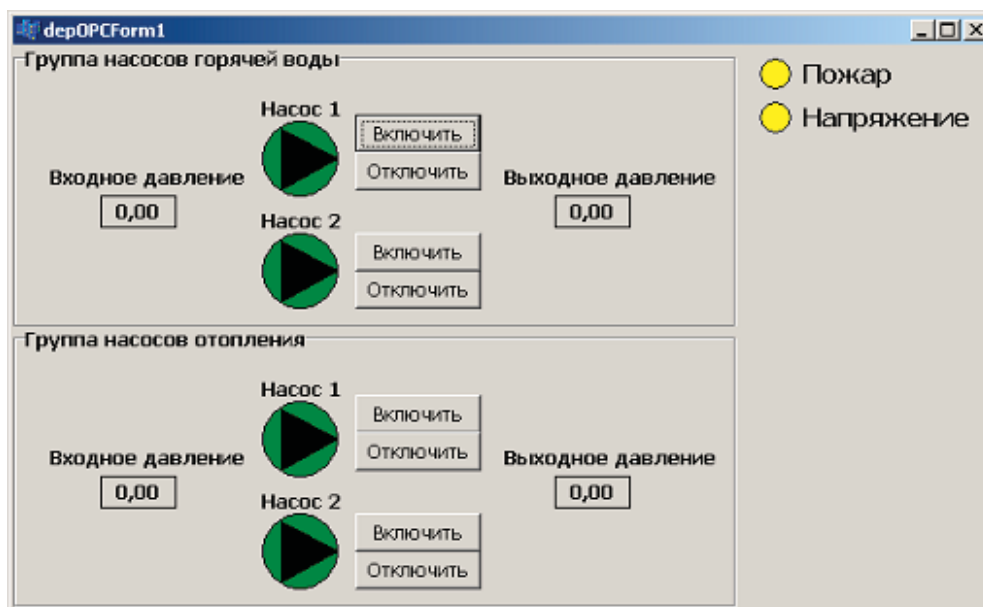 depOPCForm1
Группа насосов горячей воды
Насос 1
Включить
Отключить
Входное давление
0,00
Выходное давление
0,00
Насос 2
Включить
Отключить
Группа насосов отопления
Насос 1
Включить
Отключить
Входное давление
0,00
Выходное давление
0,00
Насос 2
Включить
Отключить
Пожар
Напряжение